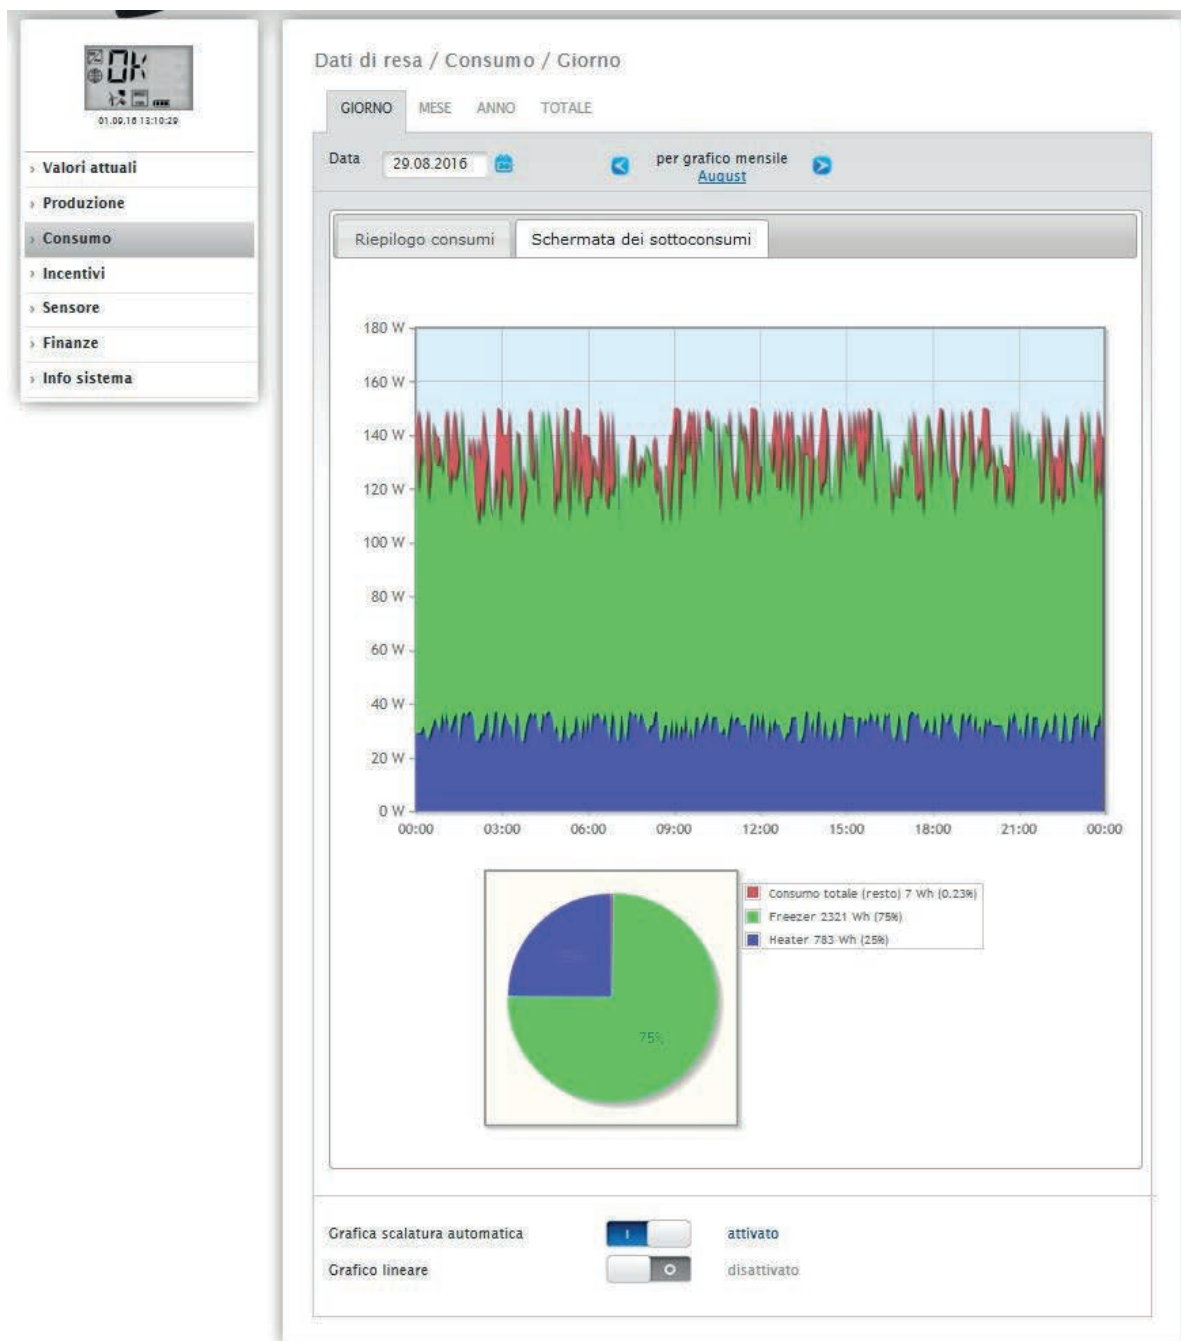 OK
01.09.16 13:10:29
Valori attuali
Produzione
Consumo
Incentivi
Sensore
Finanze
Info sistema
Dati di resa / Consumo / Giorno
GIORNO MESE ANNO TOTALE
Data 29.08.2016 per grafico mensile
August
Riepilogo consumi Schermata dei sottoconsumi
180 W
160 W
140 W
120 W
100 W
80 W
60 W
40 W
20 W
0 W
00:00 03:00 06:00 09:00 12:00 15:00 18:00 21:00 00:00
Consumo totale (resto) 7 Wh (0.23%)
Freezer 2321 Wh (75%)
Heater 783 Wh (25%)
75%
Grafica scalatura automatica I attivato
Grafico lineare O disattivato